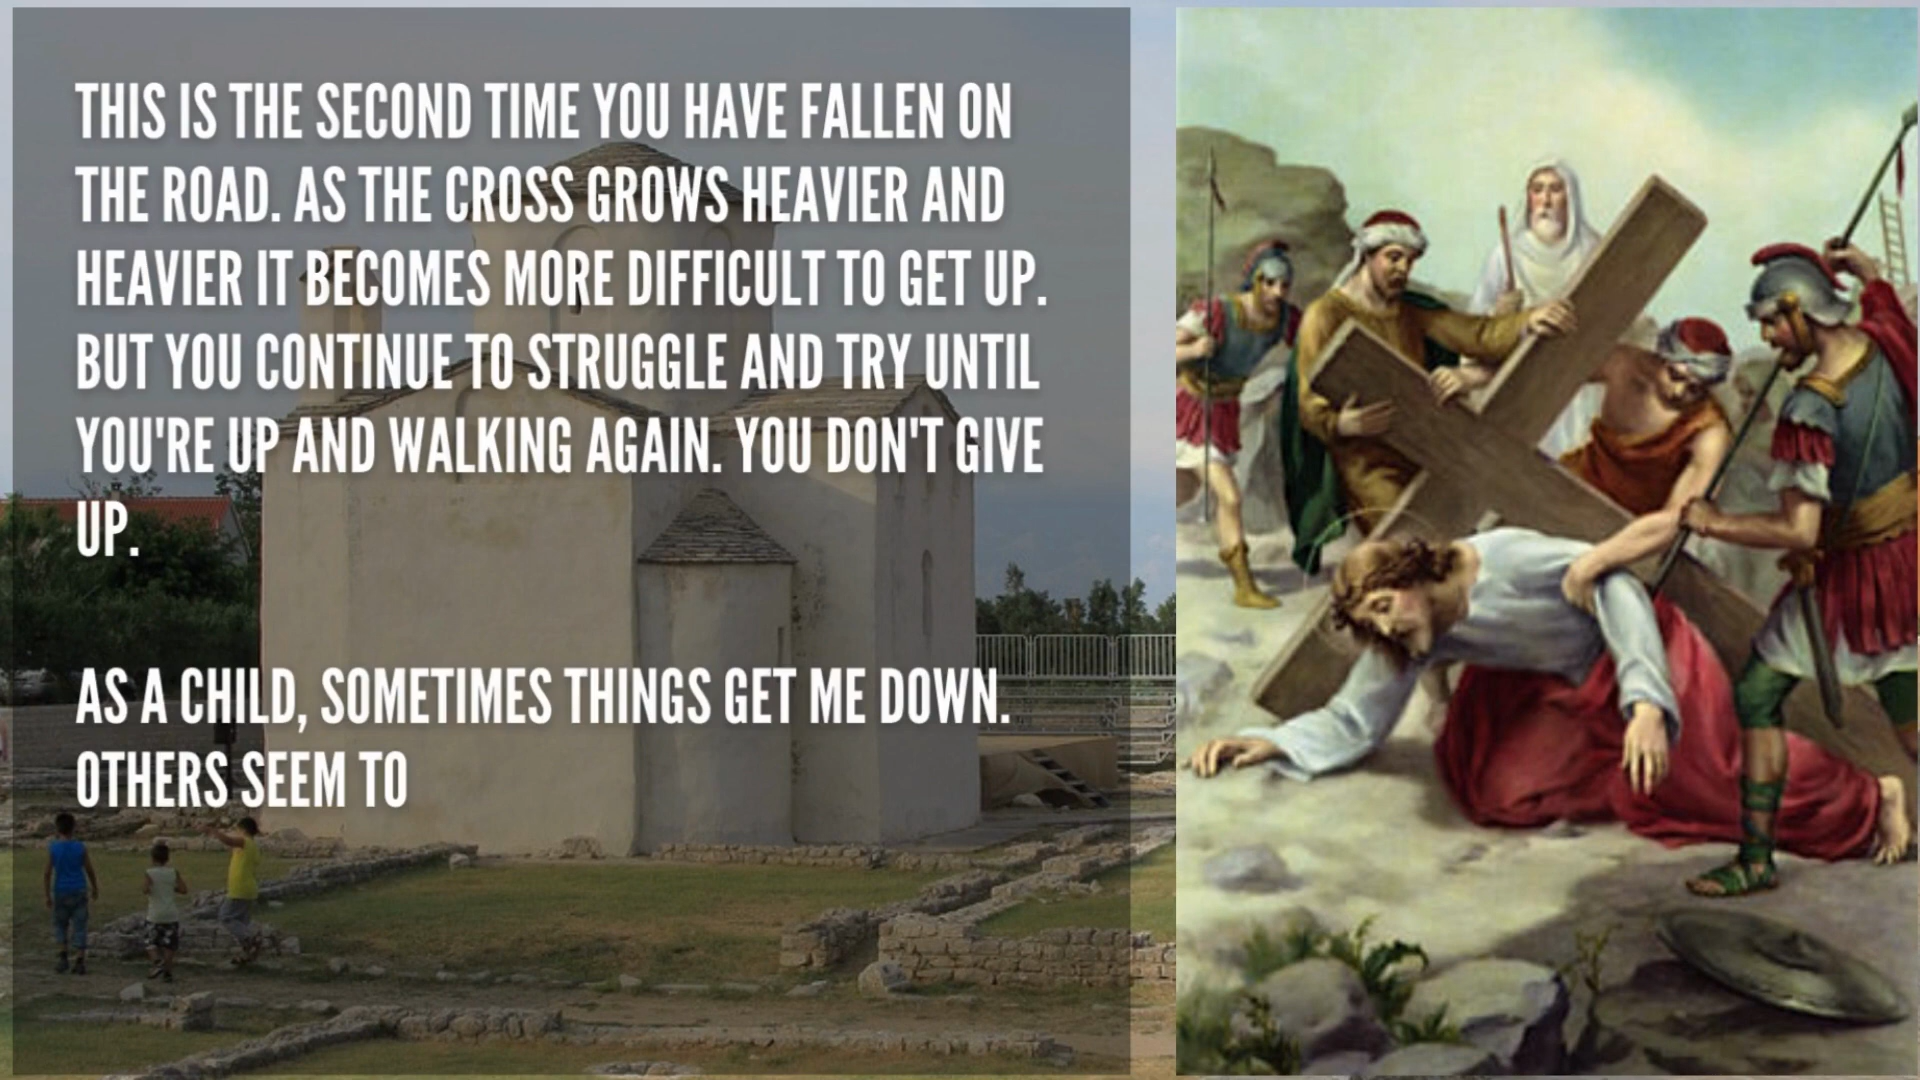 THIS IS THE SECOND TIME YOU HAVE FALLEN ON
THE ROAD. AS THE CROSS GROWS HEAVIER AND
HEAVIER IT BECOMES MORE DIFFICULT TO GET UP.
BUT YOU CONTINUE TO STRUGGLE AND TRY UNTIL
YOU'RE UP AND WALKING AGAIN. YOU DON'T GIVE
UP.
AS A CHILD, SOMETIMES THINGS GET ME DOWN.
OTHERS SEEM TO